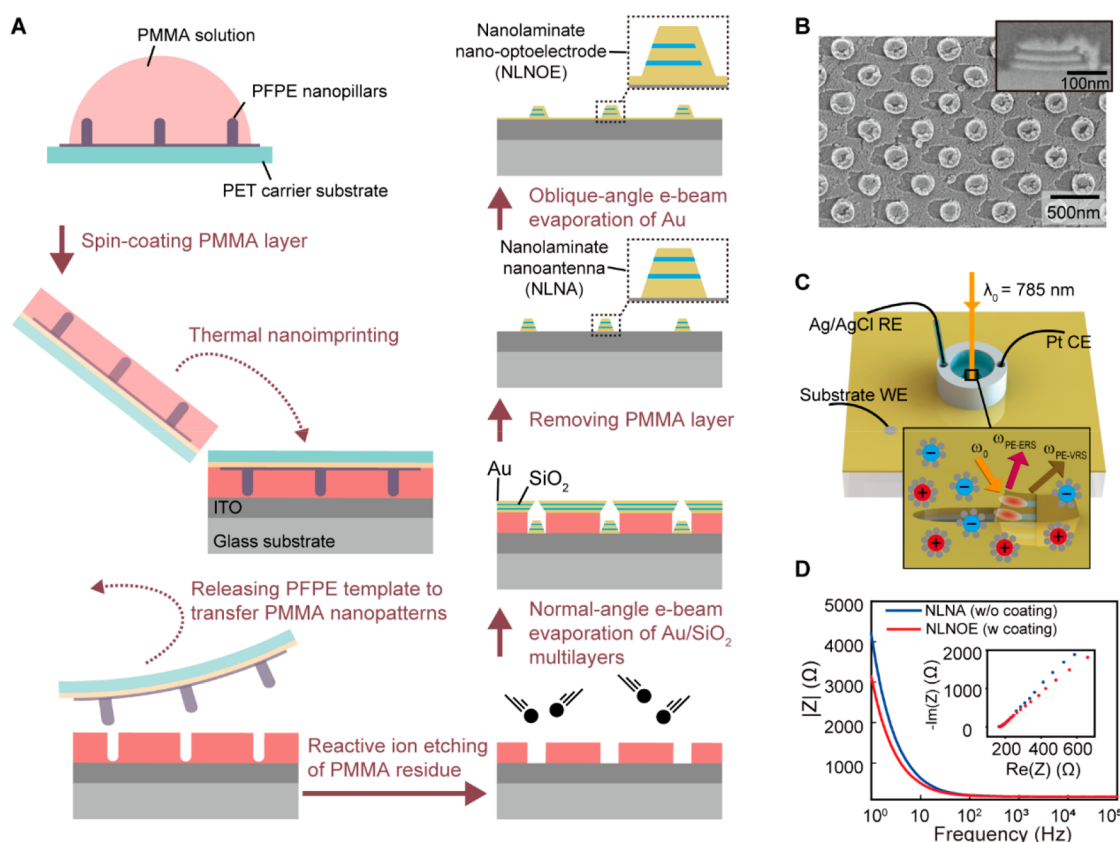 A
PMMA solution
PFPE nanopillars
PET carrier substrate
Spin-coating PMMA layer
Thermal nanoimprinting
ITO
Glass substrate
Releasing PFPE template to
transfer PMMA nanopatterns
Reactive ion etching
of PMMA residue
Nanolaminate
nano-optoelectrode
(NLNOE)
Oblique-angle e-beam
evaporation of Au
Nanolaminate
nanoantenna
(NLNA)
Removing PMMA layer
Au
SiO₂
Normal-angle e-beam
evaporation of Au/SiO₂
multilayers
B
100nm
500nm
C
λ₀ = 785 nm
Ag/AgCl RE
Pt CE
Substrate WE
ω₀
ω_PE-ERS
ω_PE-VRS
− − − −
+ + + +
D
5000
4000
3000
2000
1000
|Z| (Ω)
NLNA (w/o coating)
NLNOE (w coating)
2000
1000
0
-Im(Z) (Ω)
200 400 600
Re(Z) (Ω)
10⁰ 10¹ 10² 10³ 10⁴ 10⁵
Frequency (Hz)